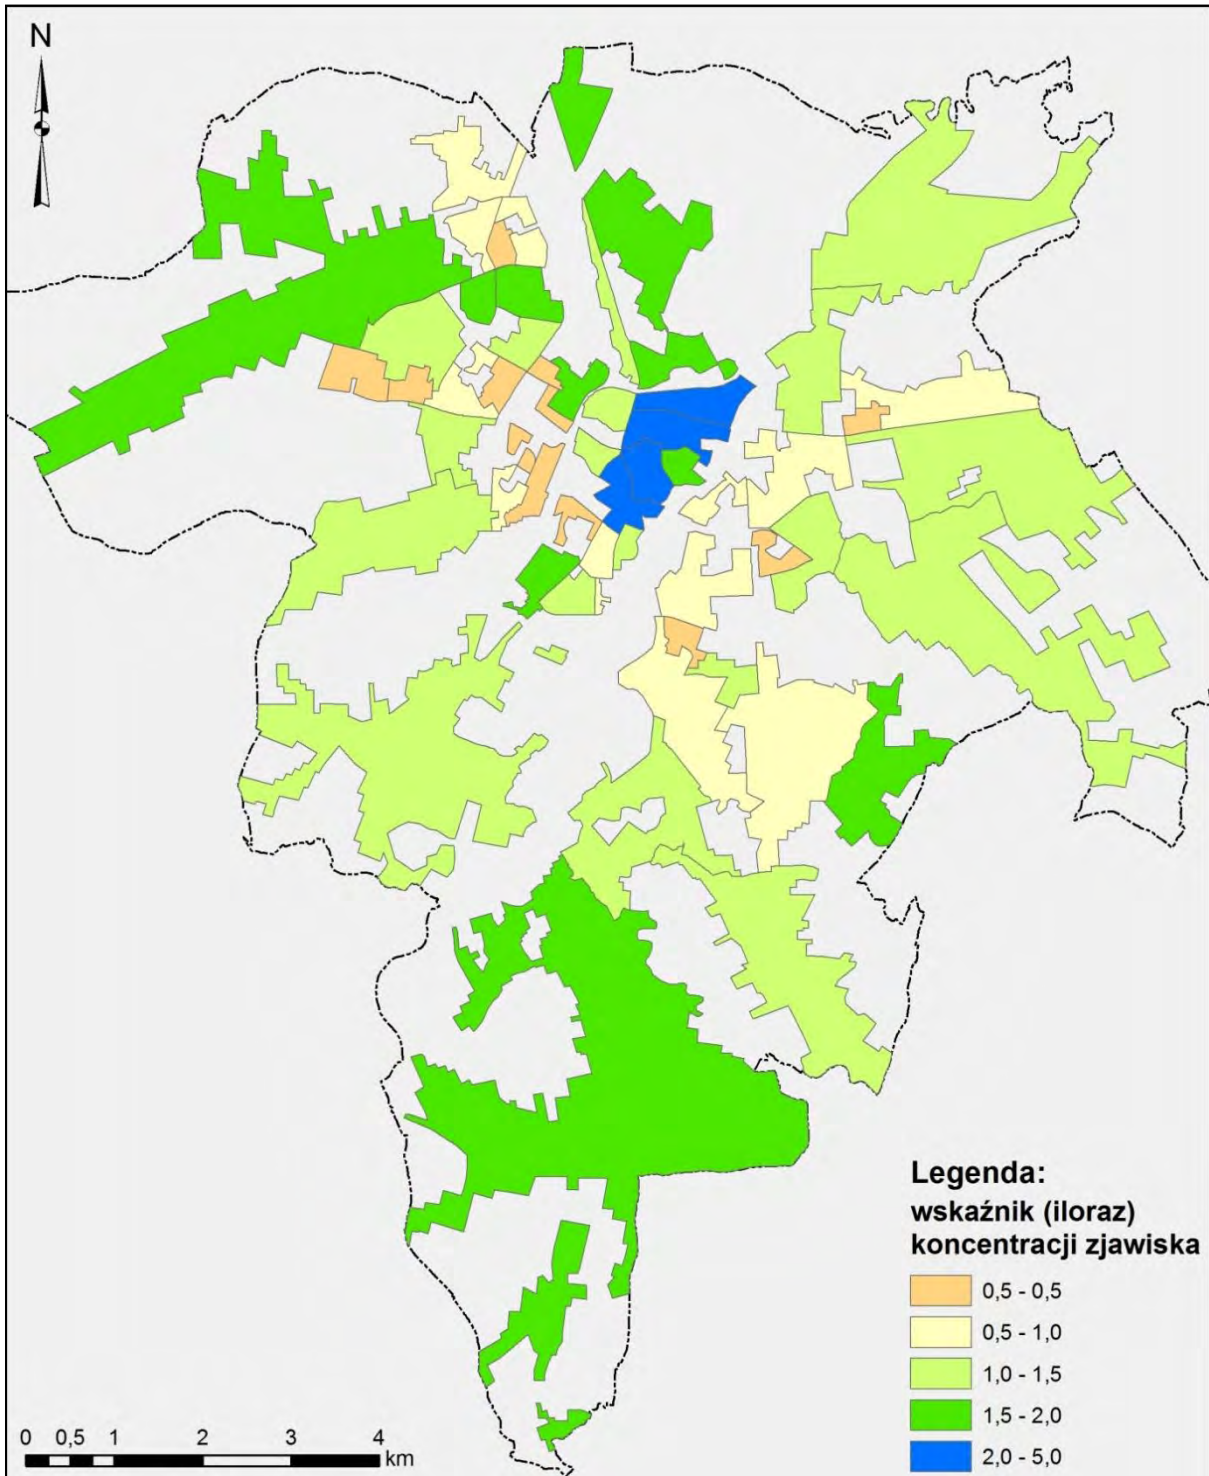 N
Legenda:
wskaźnik (iloraz)
koncentracji zjawiska
0,5 - 0,5
0,5 - 1,0
1,0 - 1,5
1,5 - 2,0
2,0 - 5,0
0 0,5 1 2 3 4
km